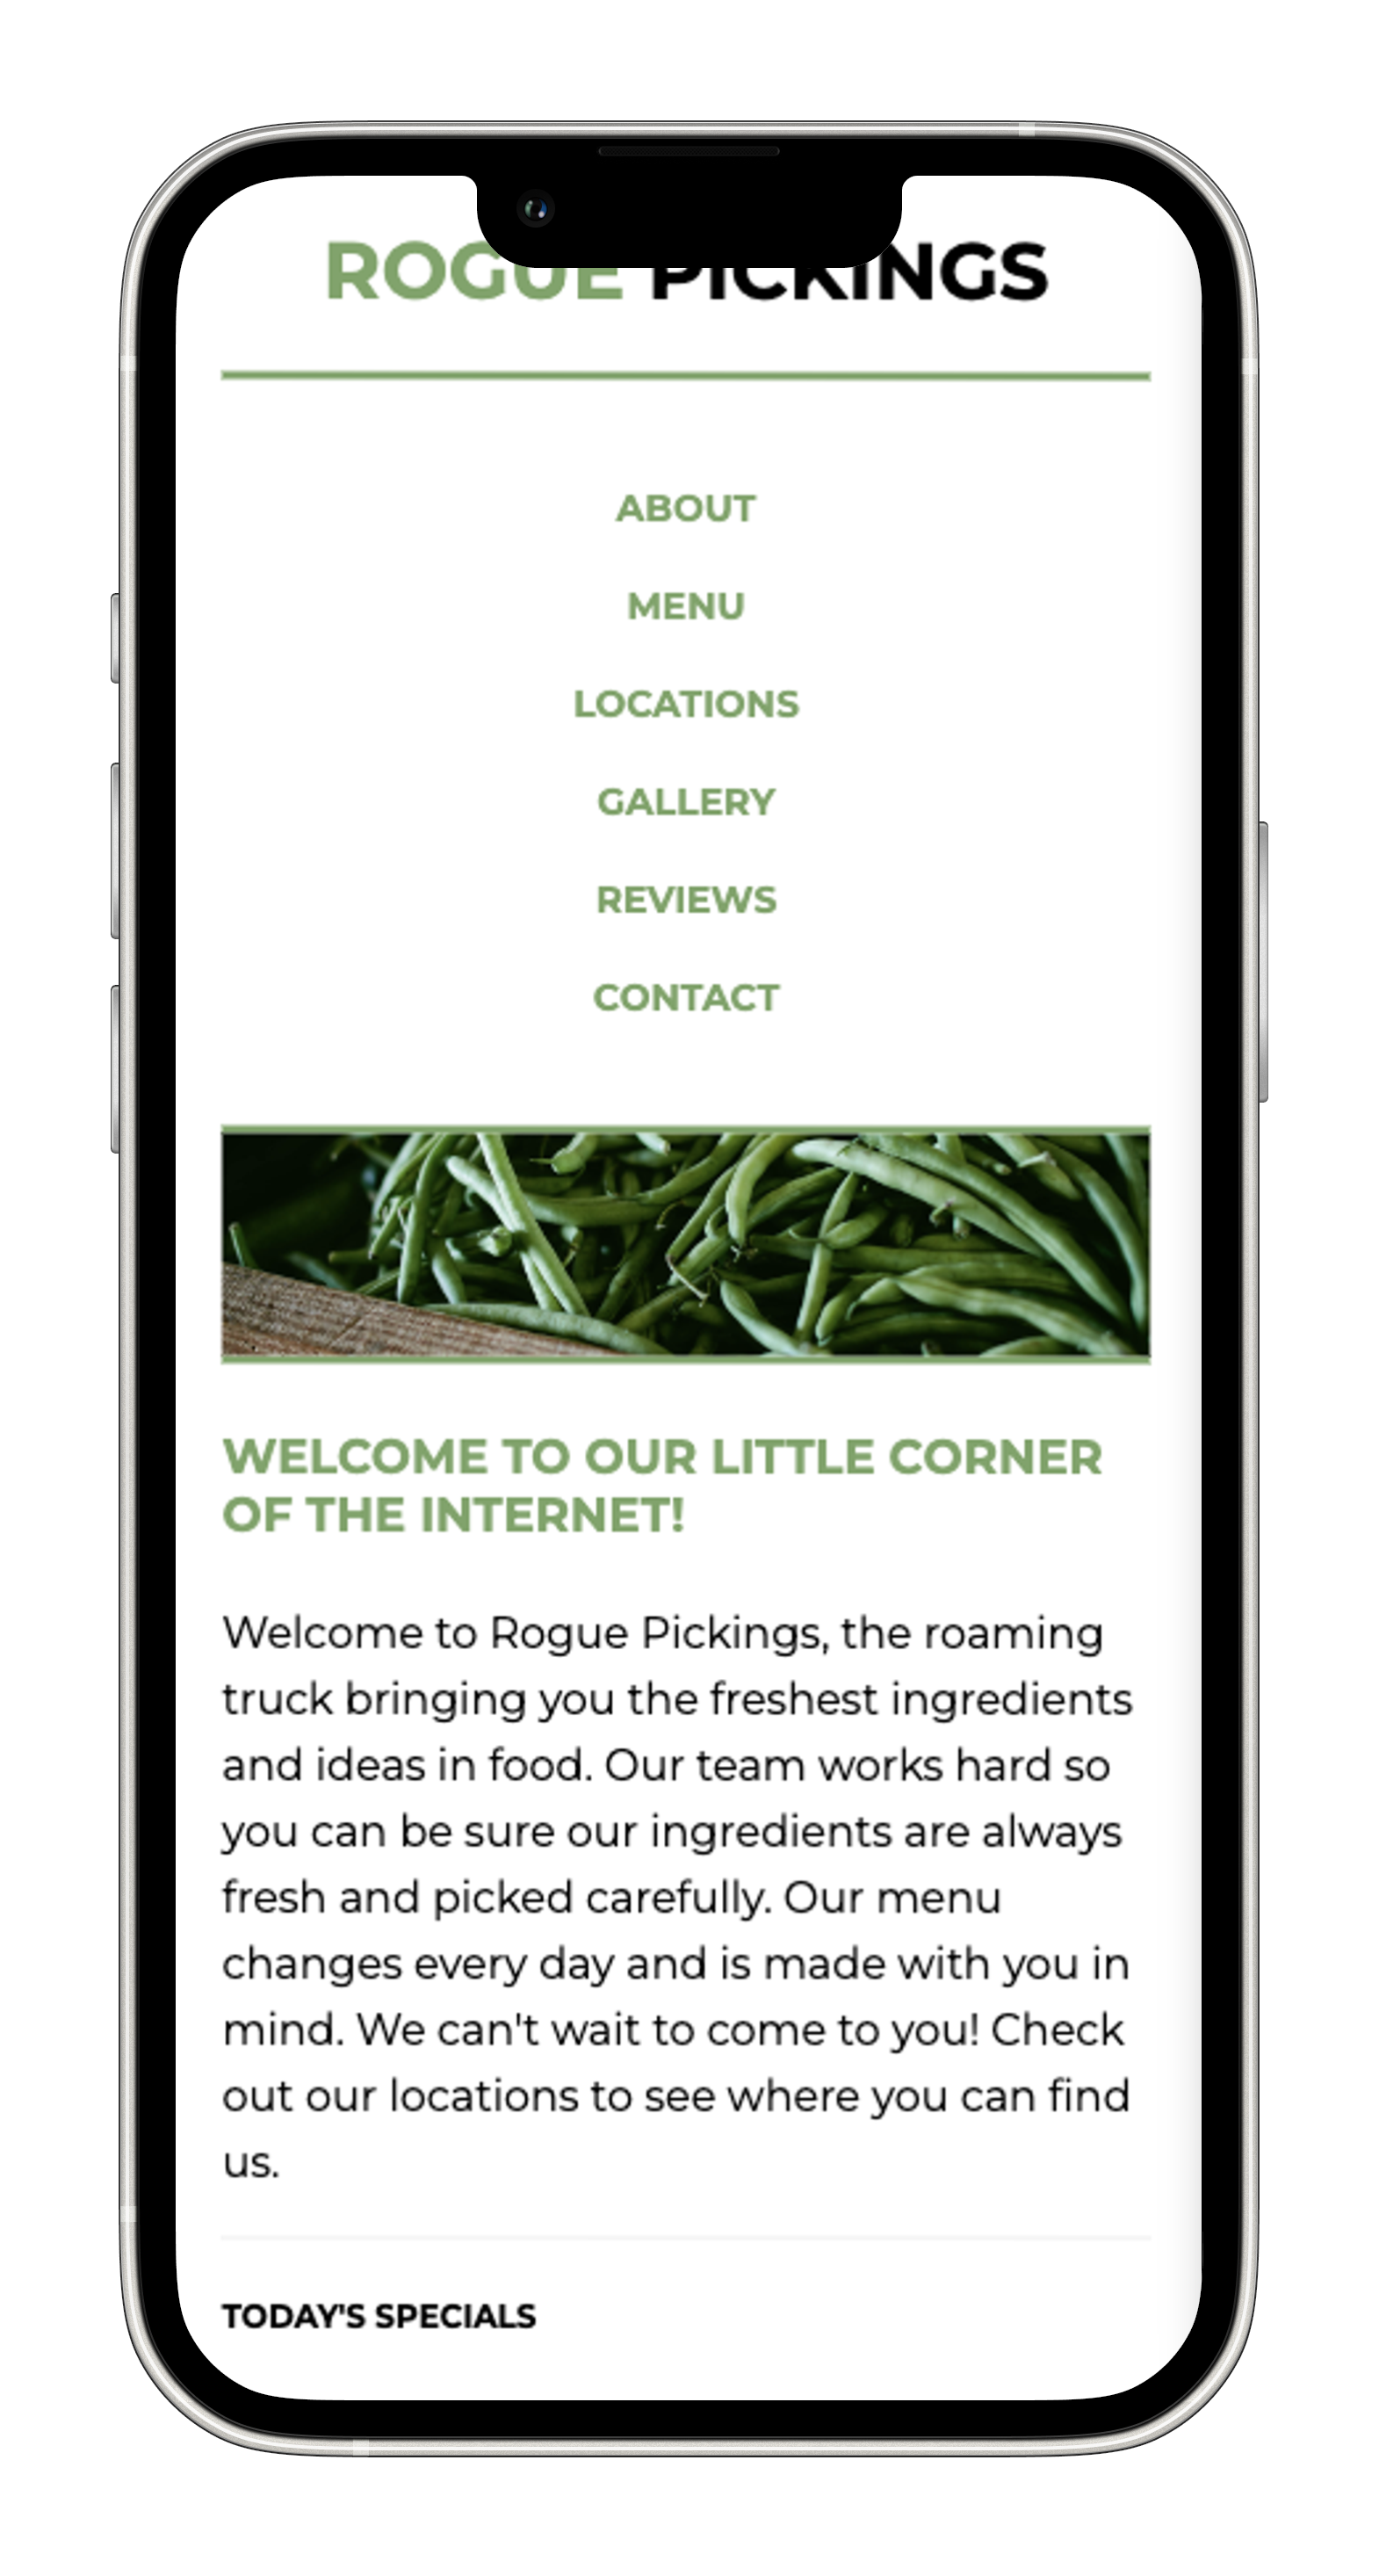 ROGUE PICKINGS
ABOUT
MENU
LOCATIONS
GALLERY
REVIEWS
CONTACT
WELCOME TO OUR LITTLE CORNER
OF THE INTERNET!
Welcome to Rogue Pickings, the roaming
truck bringing you the freshest ingredients
and ideas in food. Our team works hard so
you can be sure our ingredients are always
fresh and picked carefully. Our menu
changes every day and is made with you in
mind. We can't wait to come to you! Check
out our locations to see where you can find
us.
TODAY'S SPECIALS